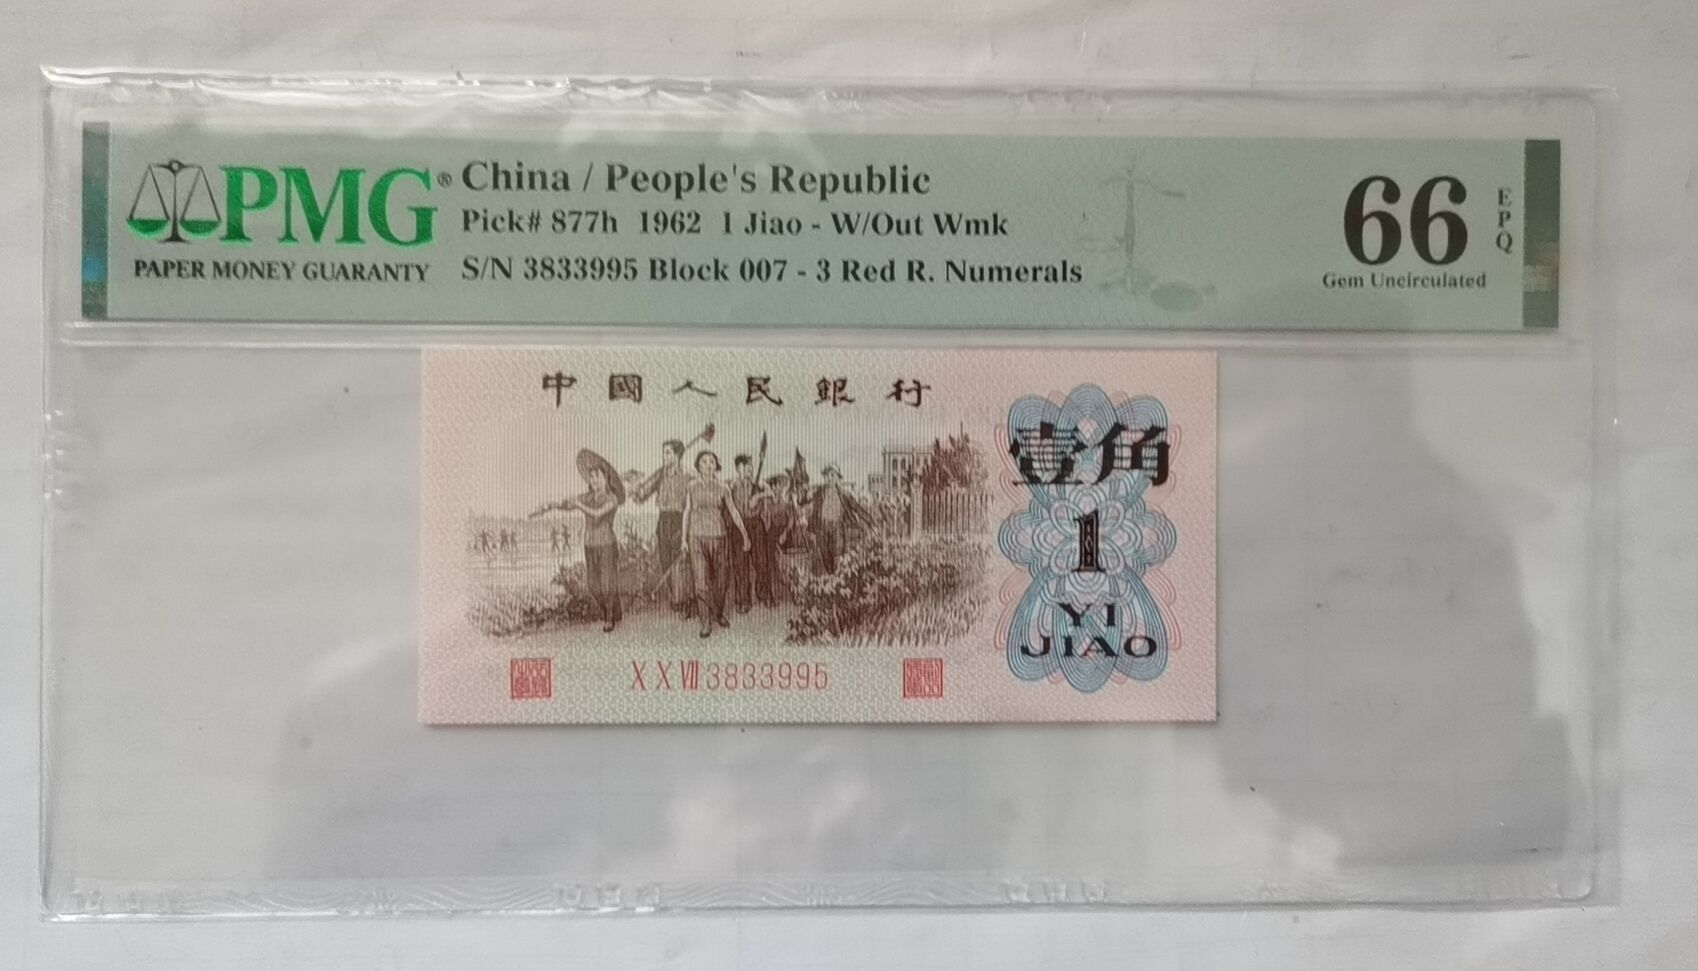 PMG®
PAPER MONEY GUARANTY
China / People's Republic
Pick# 877h 1962 1 Jiao - W/Out Wmk
S/N 3833995 Block 007 - 3 Red R. Numerals
66
EPQ
Gem Uncirculated
中國人民銀行
壹角
1
YI
JIAO
XXVII 3833995